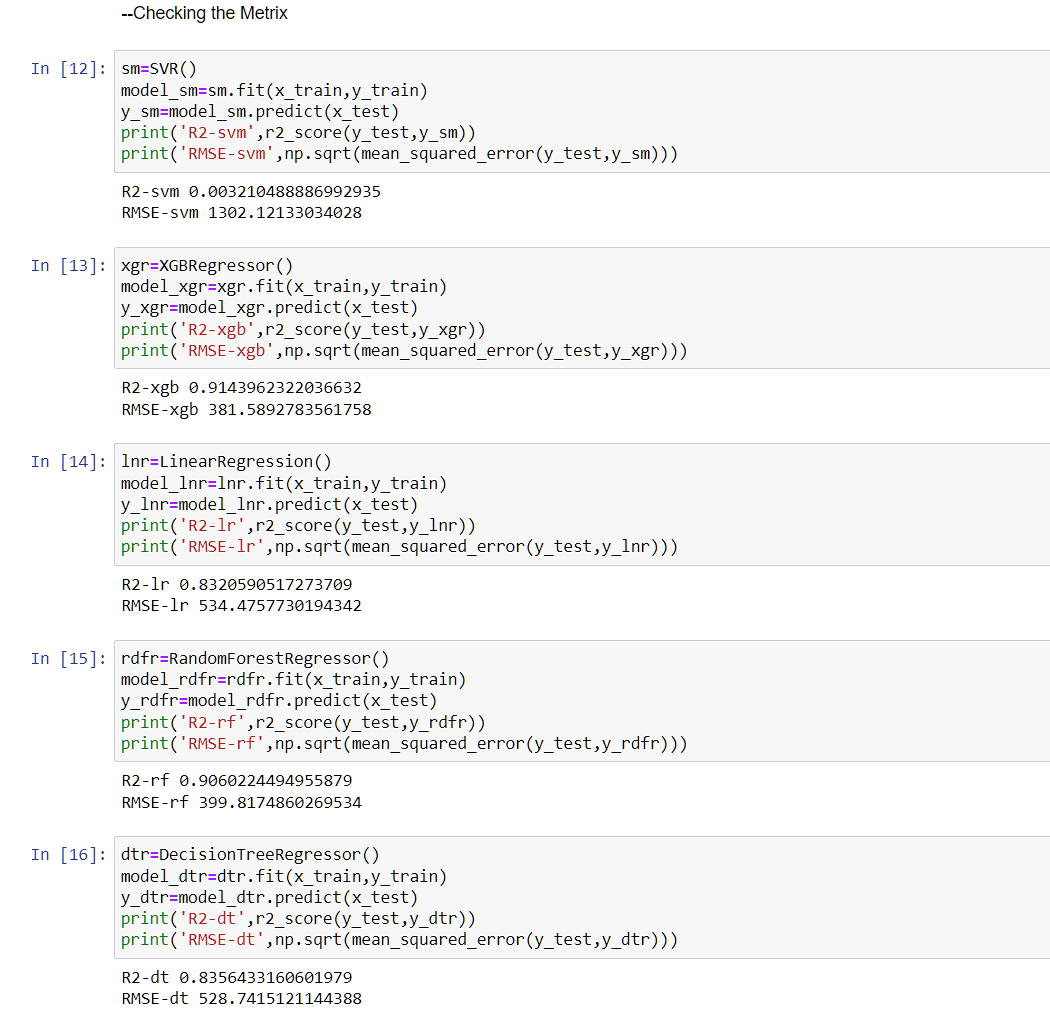 --Checking the Metrix
In [12]: sm=SVR()
model_sm=sm.fit(x_train,y_train)
y_sm=model_sm.predict(x_test)
print('R2-svm',r2_score(y_test,y_sm))
print('RMSE-svm',np.sqrt(mean_squared_error(y_test,y_sm)))
R2-svm 0.003210488886992935
RMSE-svm 1302.12133034028
In [13]: xgr=XGBRegressor()
model_xgr=xgr.fit(x_train,y_train)
y_xgr=model_xgr.predict(x_test)
print('R2-xgb',r2_score(y_test,y_xgr))
print('RMSE-xgb',np.sqrt(mean_squared_error(y_test,y_xgr)))
R2-xgb 0.9143962322036632
RMSE-xgb 381.5892783561758
In [14]: lnr=LinearRegression()
model_lnr=lnr.fit(x_train,y_train)
y_lnr=model_lnr.predict(x_test)
print('R2-lr',r2_score(y_test,y_lnr))
print('RMSE-lr',np.sqrt(mean_squared_error(y_test,y_lnr)))
R2-lr 0.8320590517273709
RMSE-lr 534.4757730194342
In [15]: rdfr=RandomForestRegressor()
model_rdfr=rdfr.fit(x_train,y_train)
y_rdfr=model_rdfr.predict(x_test)
print('R2-rf',r2_score(y_test,y_rdfr))
print('RMSE-rf',np.sqrt(mean_squared_error(y_test,y_rdfr)))
R2-rf 0.9060224494955879
RMSE-rf 399.8174860269534
In [16]: dtr=DecisionTreeRegressor()
model_dtr=dtr.fit(x_train,y_train)
y_dtr=model_dtr.predict(x_test)
print('R2-dt',r2_score(y_test,y_dtr))
print('RMSE-dt',np.sqrt(mean_squared_error(y_test,y_dtr)))
R2-dt 0.8356433160601979
RMSE-dt 528.7415121144388